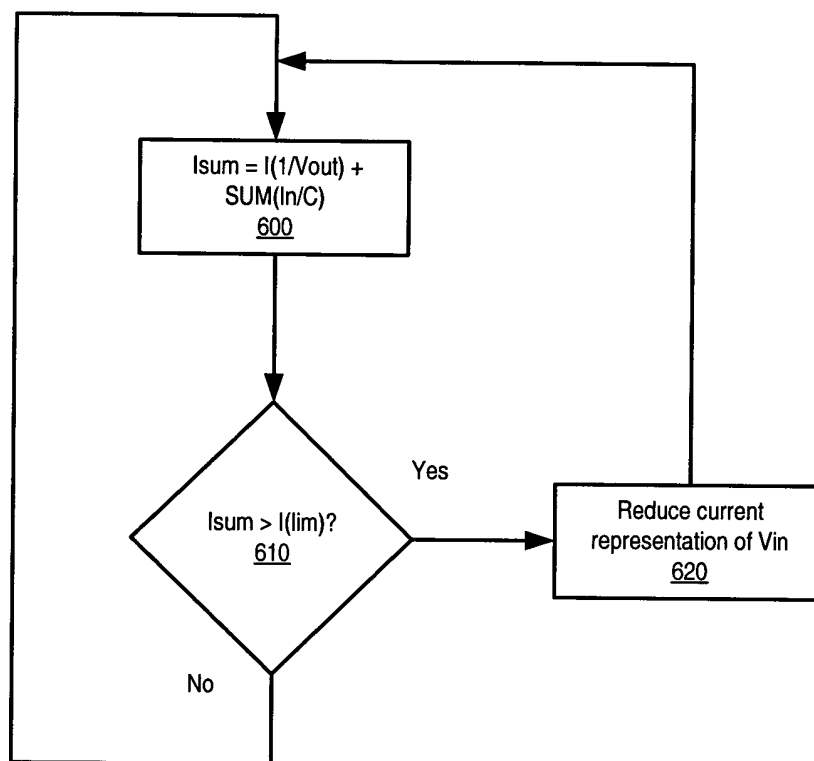 Isum = I(1/Vout) +
SUM(In/C)
600
Yes
Isum > I(lim)?
610
Reduce current
representation of Vin
620
No